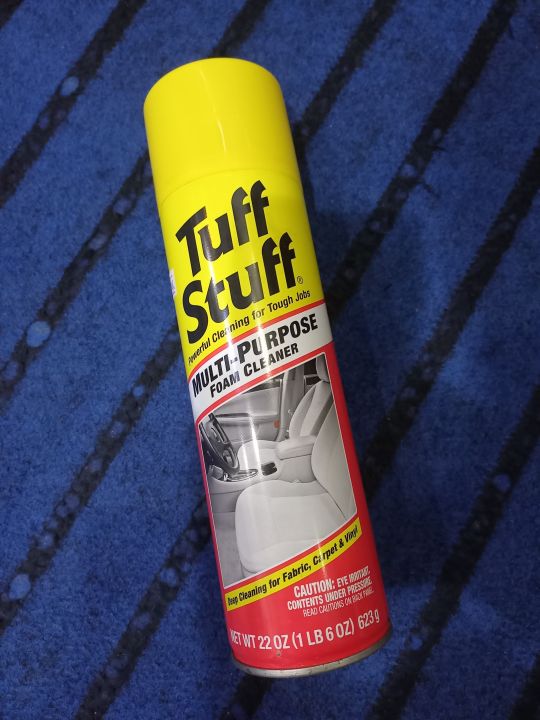 Tuff
Stuff®
Powerful Cleaning for Tough Jobs
MULTI-PURPOSE
FOAM CLEANER
Deep Cleaning for Fabric, Carpet & Vinyl
CAUTION: EYE IRRITANT.
CONTENTS UNDER PRESSURE.
READ CAUTIONS ON BACK PANEL.
NET WT 22 OZ (1 LB 6 OZ) 623g